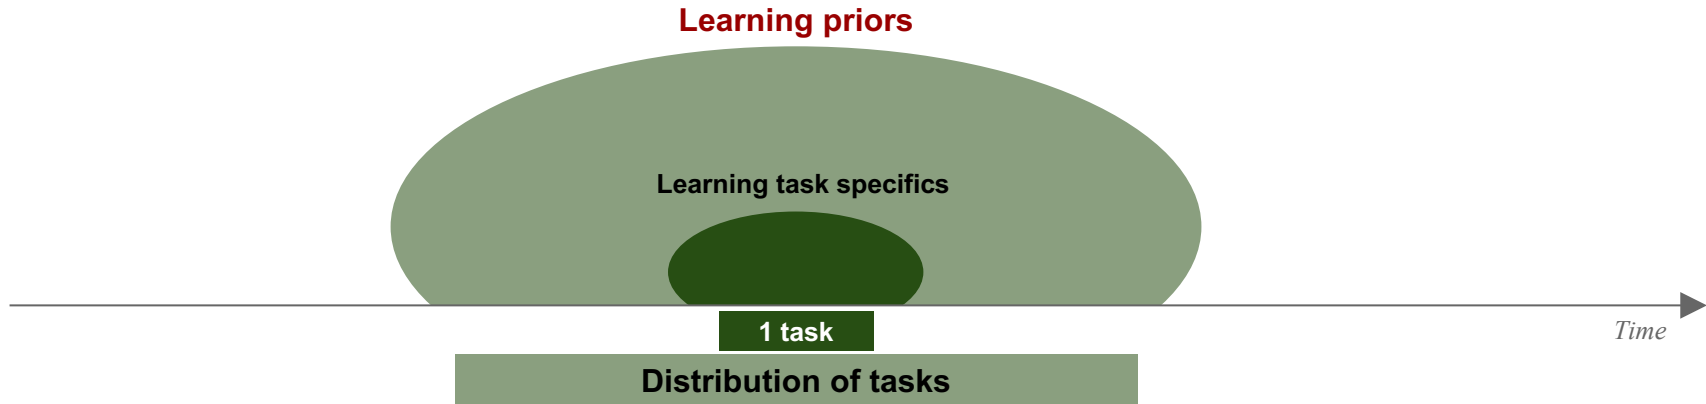 Learning priors
Learning task specifics
1 task
Time
Distribution of tasks